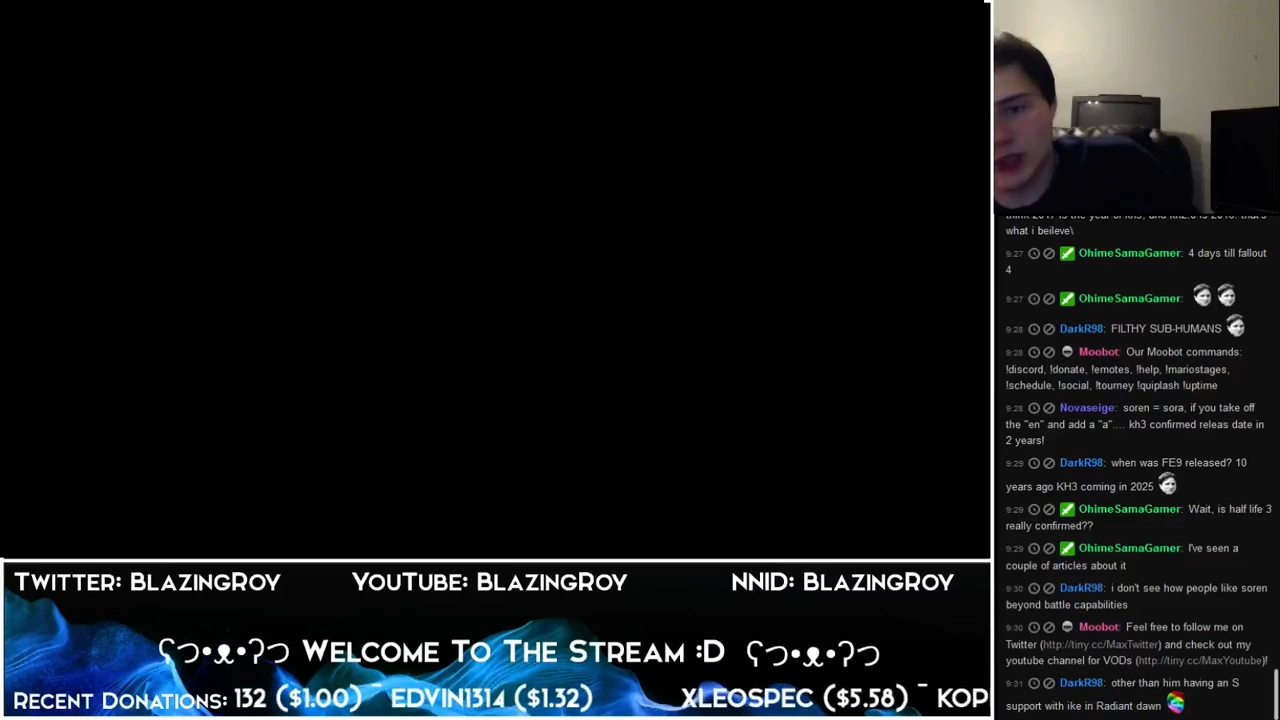 what i beileve\
9:27 OhimeSamaGamer: 4 days till fallout
4
9:27 OhimeSamaGamer:
9:28 DarkR98: FILTHY SUB-HUMANS
9:28 Moobot: Our Moobot commands:
!discord, !donate, !emotes, !help, !mariostages,
!schedule, !social, !tourney !quiplash !uptime
9:28 Novaseige: soren = sora, if you take off
the "en" and add a "a".... kh3 confirmed releas date in
2 years!
9:29 DarkR98: when was FE9 released? 10
years ago KH3 coming in 2025
9:29 OhimeSamaGamer: Wait, is half life 3
really confirmed??
9:29 OhimeSamaGamer: I've seen a
couple of articles about it
9:30 DarkR98: i don't see how people like soren
beyond battle capabilities
9:30 Moobot: Feel free to follow me on
Twitter (http://tiny.cc/MaxTwitter) and check out my
youtube channel for VODs (http://tiny.cc/MaxYoutube)!
9:31 DarkR98: other than him having an S
support with ike in Radiant dawn
Twitter: BlazingRoy YouTube: BlazingRoy NNID: BlazingRoy
ʕっ•ᴥ•ʔっ Welcome To The Stream :D ʕっ•ᴥ•ʔっ
Recent Donations: 132 ($1.00) ~ EDVIN1314 ($1.32) XLEOSPEC ($5.58) ~ KOP